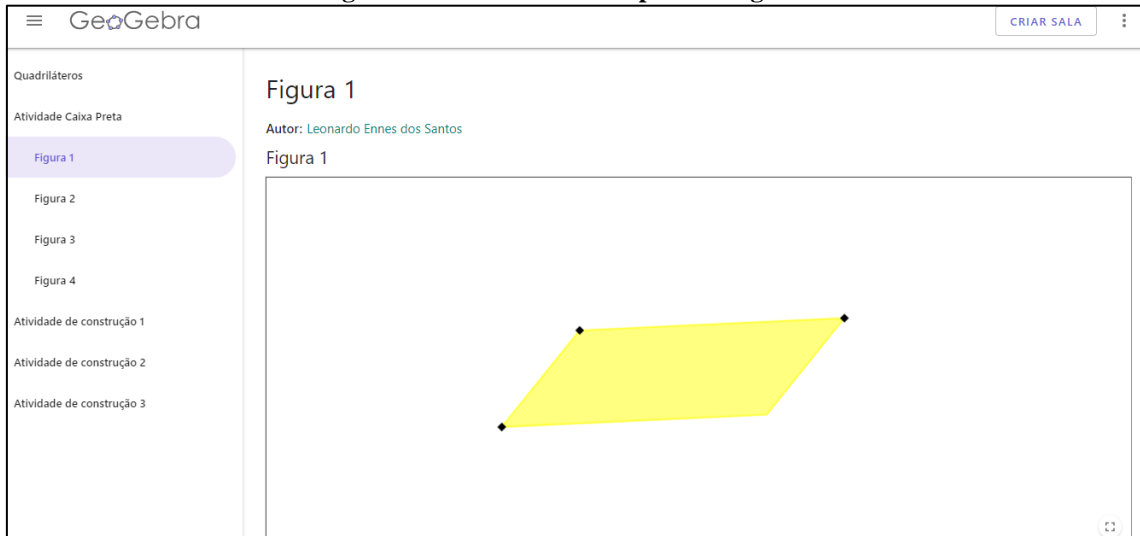 GeoGebra
CRIAR SALA
Quadriláteros
Atividade Caixa Preta
Figura 1
Figura 2
Figura 3
Figura 4
Atividade de construção 1
Atividade de construção 2
Atividade de construção 3
Figura 1
Autor: Leonardo Ennes dos Santos
Figura 1